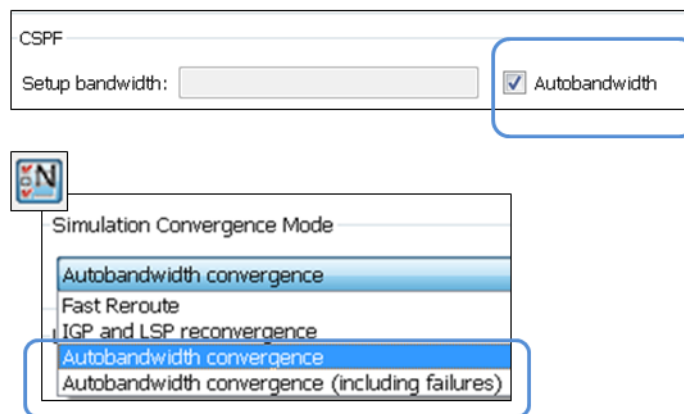 CSPF
Setup bandwidth:
Autobandwidth
N
Simulation Convergence Mode
Autobandwidth convergence
Fast Reroute
IGP and LSP reconvergence
Autobandwidth convergence
Autobandwidth convergence (including failures)